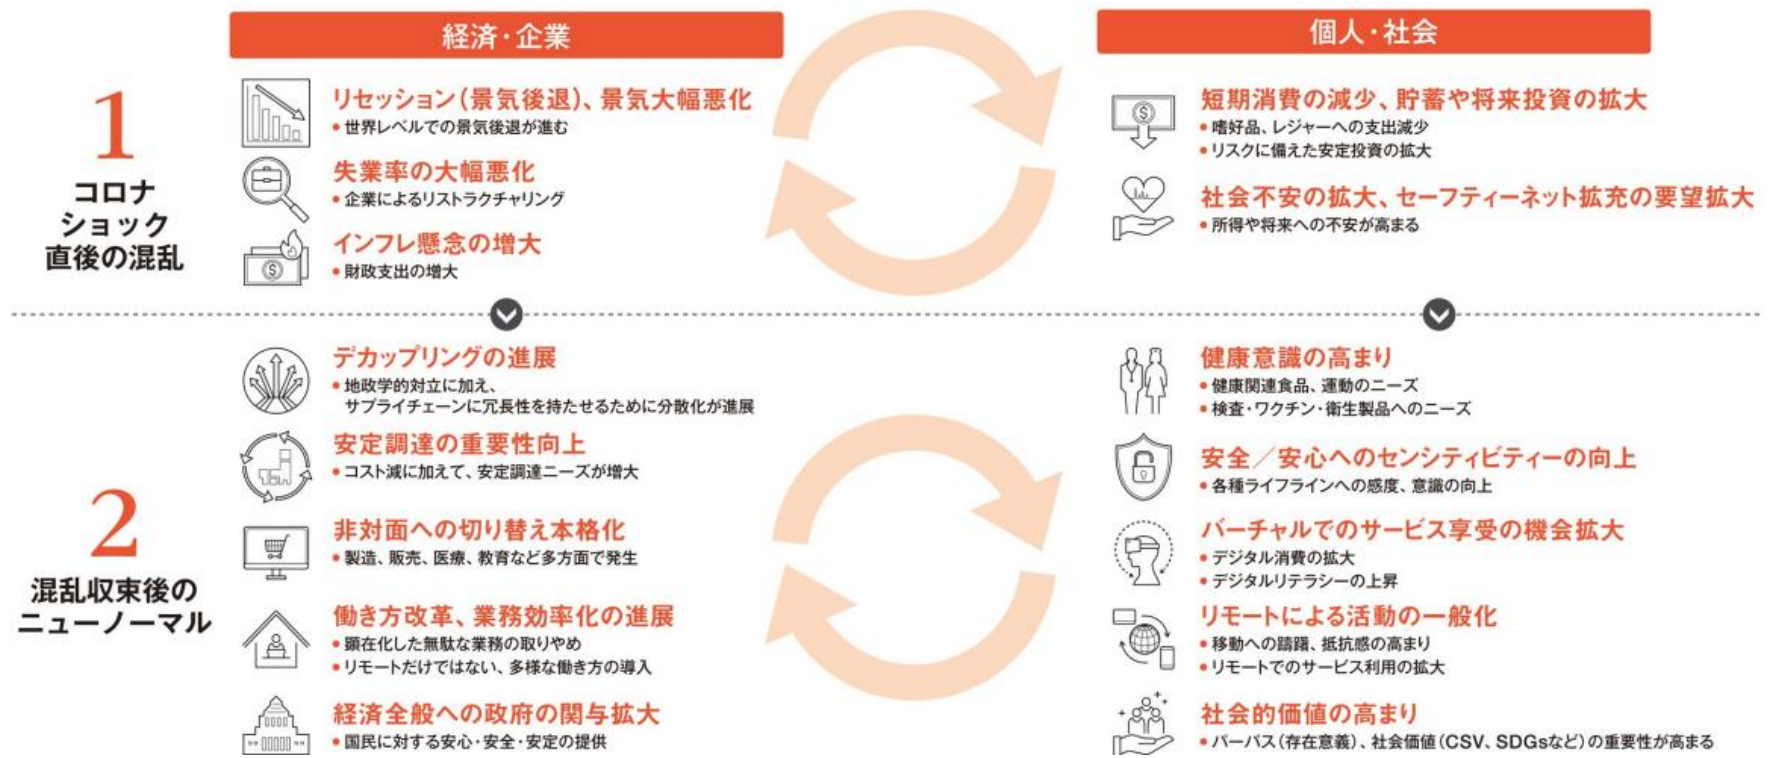 経済・企業
個人・社会
1
コロナ
ショック
直後の混乱
リセッション(景気後退)、景気大幅悪化
• 世界レベルでの景気後退が進む
失業率の大幅悪化
• 企業によるリストラクチャリング
インフレ懸念の増大
• 財政支出の増大
短期消費の減少、貯蓄や将来投資の拡大
• 嗜好品、レジャーへの支出減少
• リスクに備えた安定投資の拡大
社会不安の拡大、セーフティーネット拡充の要望拡大
• 所得や将来への不安が高まる
2
混乱収束後の
ニューノーマル
デカップリングの進展
• 地政学的対立に加え、
サプライチェーンに冗長性を持たせるために分散化が進展
安定調達の重要性向上
• コスト減に加えて、安定調達ニーズが増大
非対面への切り替え本格化
• 製造、販売、医療、教育など多方面で発生
働き方改革、業務効率化の進展
• 顕在化した無駄な業務の取りやめ
• リモートだけではない、多様な働き方の導入
経済全般への政府の関与拡大
• 国民に対する安心・安全・安定の提供
健康意識の高まり
• 健康関連食品、運動のニーズ
• 検査・ワクチン・衛生製品へのニーズ
安全／安心へのセンシティビティーの向上
• 各種ライフラインへの感度、意識の向上
バーチャルでのサービス享受の機会拡大
• デジタル消費の拡大
• デジタルリテラシーの上昇
リモートによる活動の一般化
• 移動への躊躇、抵抗感の高まり
• リモートでのサービス利用の拡大
社会的価値の高まり
• パーパス(存在意義)、社会価値(CSV、SDGsなど)の重要性が高まる